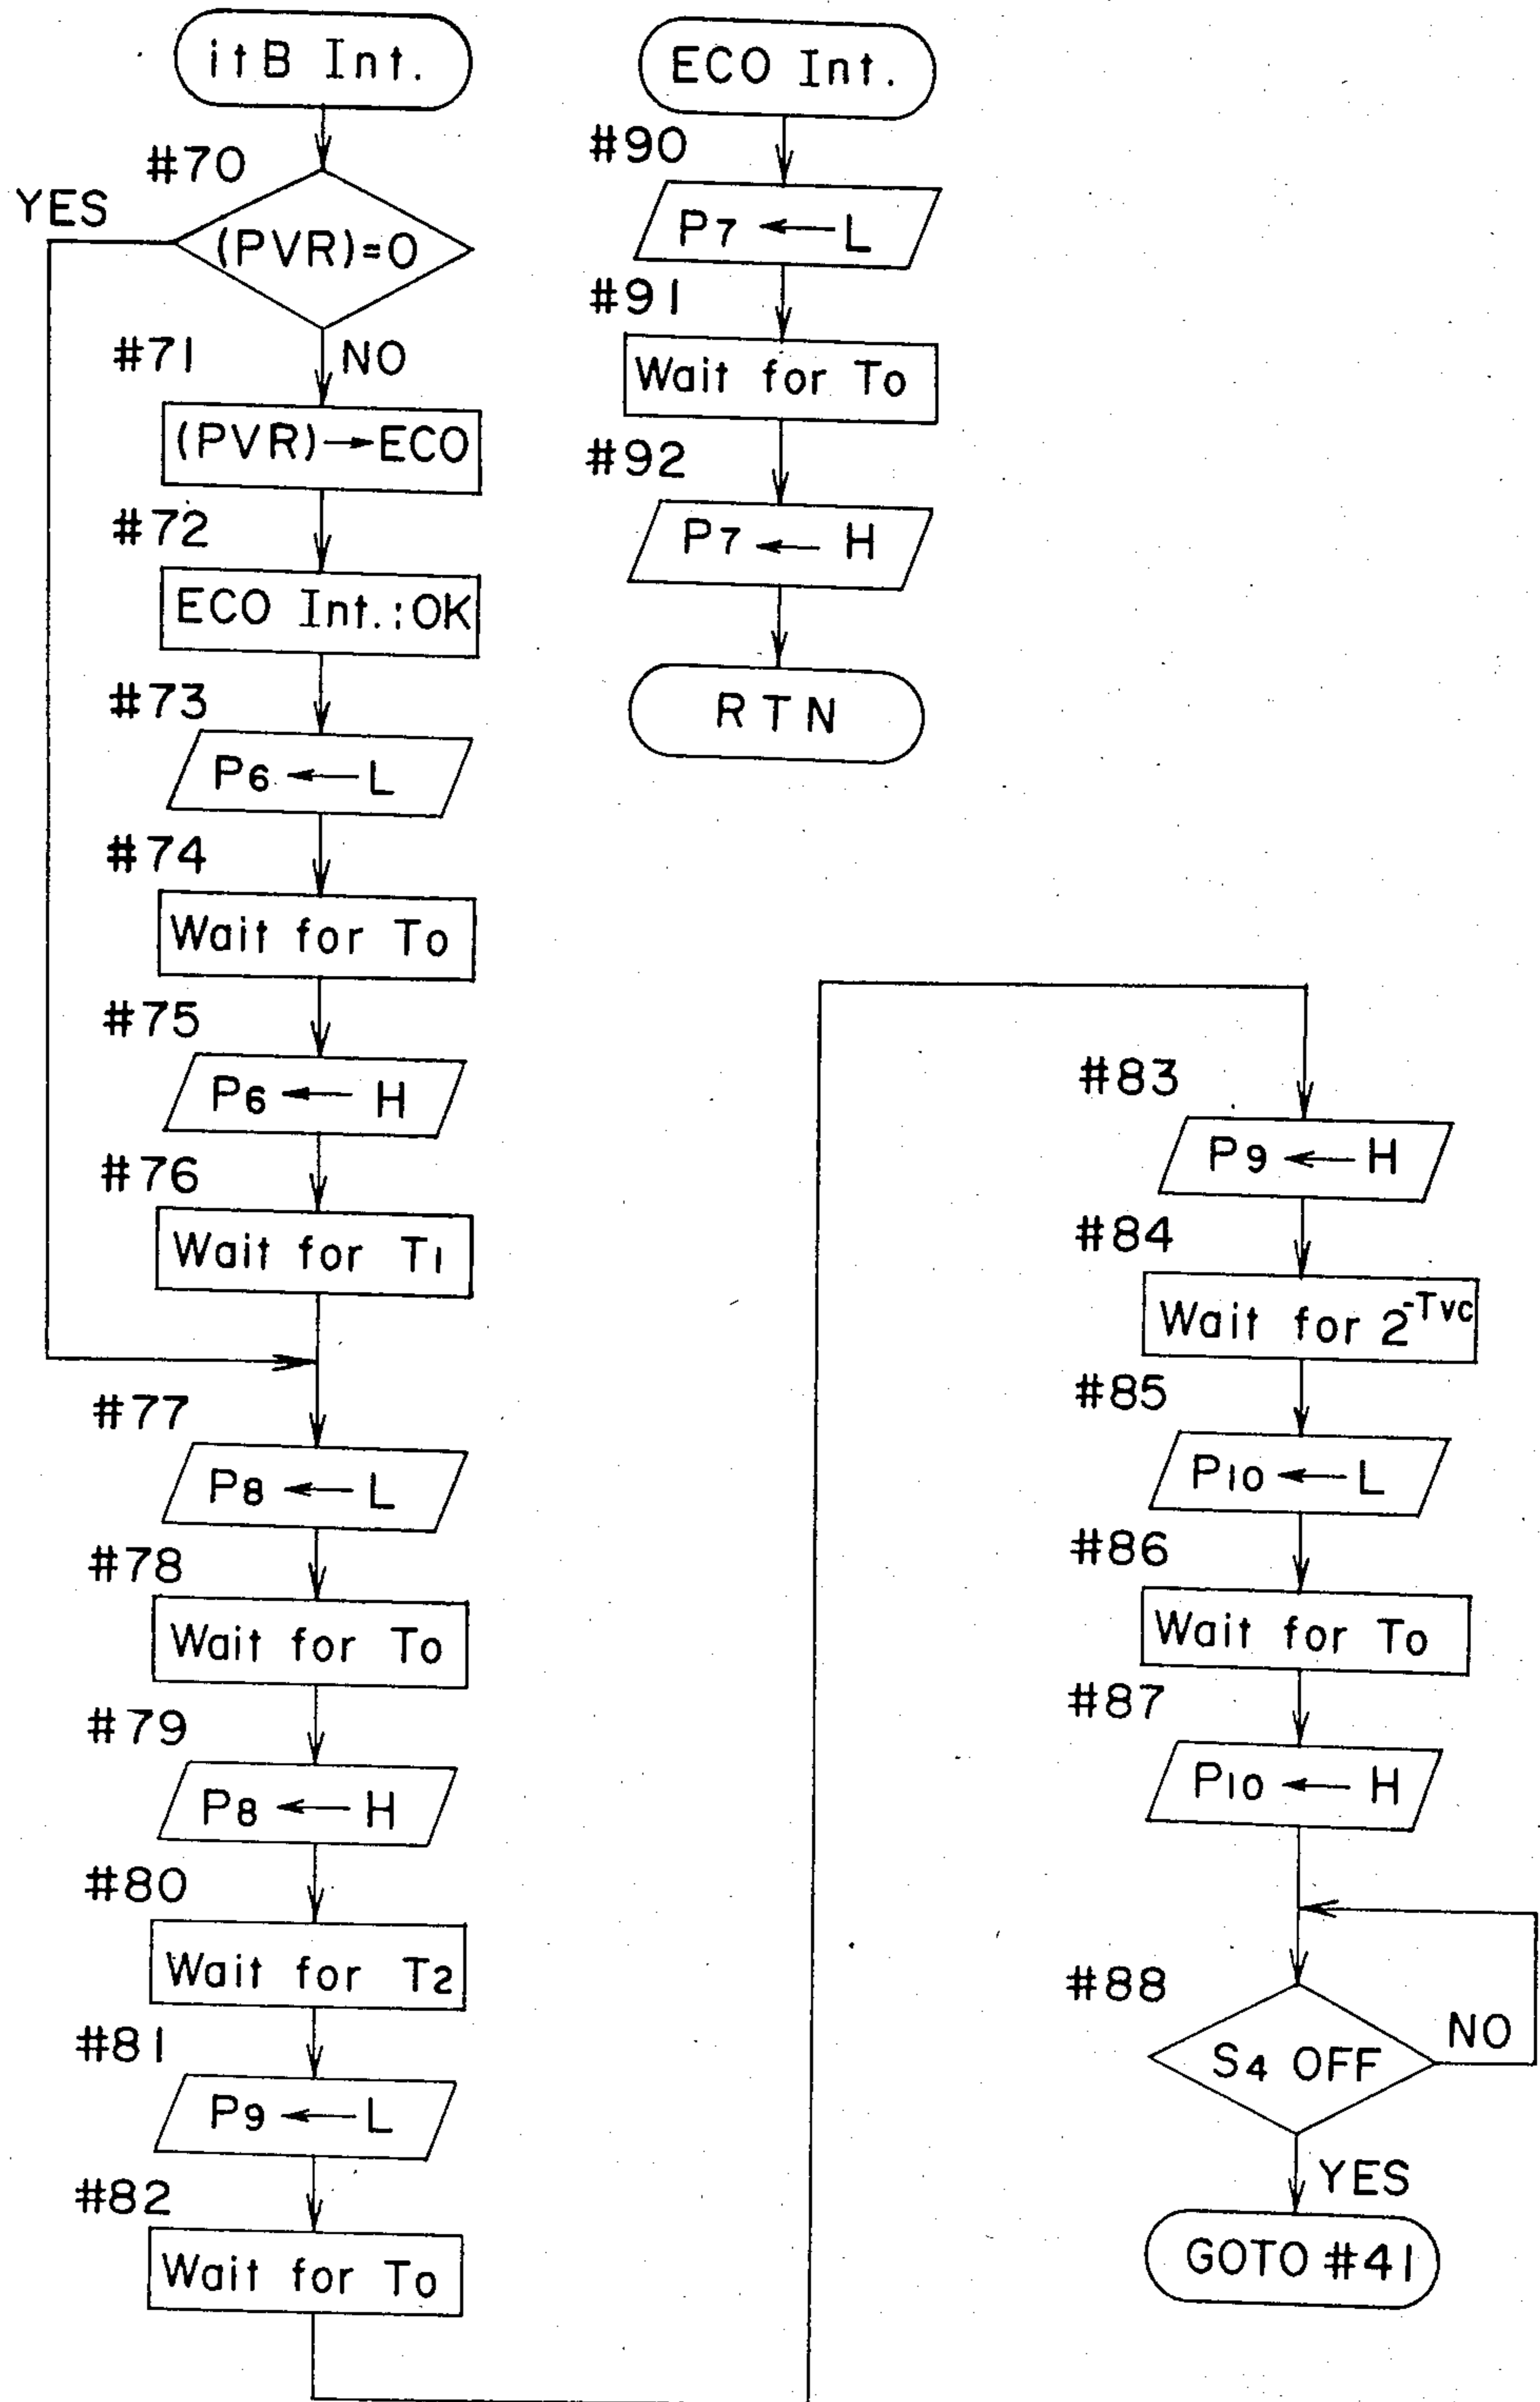 itB Int.
#70
YES
(PVR)=0
#71
NO
(PVR)→ECO
#72
ECO Int.:OK
#73
P6 ← L
#74
Wait for To
#75
P6 ← H
#76
Wait for T1
#77
P8 ← L
#78
Wait for To
#79
P8 ← H
#80
Wait for T2
#81
P9 ← L
#82
Wait for To
ECO Int.
#90
P7 ← L
#91
Wait for To
#92
P7 ← H
RTN
#83
P9 ← H
#84
Wait for 2^-Tvc
#85
P10 ← L
#86
Wait for To
#87
P10 ← H
#88
S4 OFF
NO
YES
GOTO #41